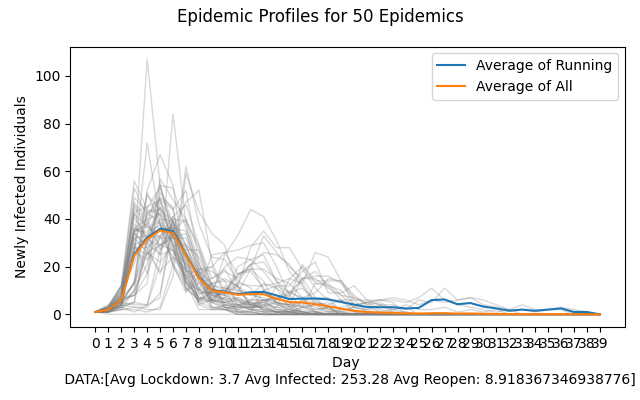 Epidemic Profiles for 50 Epidemics
Average of Running
Average of All
Newly Infected Individuals
100
80
60
40
20
0
0 1 2 3 4 5 6 7 8 9 10 11 12 13 14 15 16 17 18 19 20 21 22 23 24 25 26 27 28 29 30 31 32 33 34 35 36 37 38 39
Day
DATA:[Avg Lockdown: 3.7 Avg Infected: 253.28 Avg Reopen: 8.918367346938776]